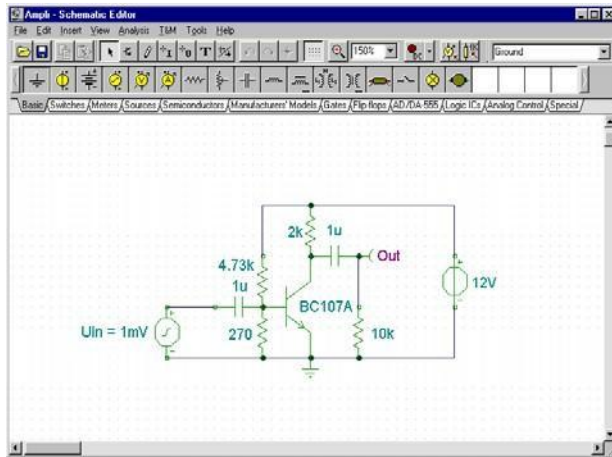 Ampli - Schematic Editor
File Edit Insert View Analysis T&M Tools Help
T 150% DC Ground
Basic Switches Meters Sources Semiconductors Manufacturers' Models Gates Flip flops AD/DA-555 Logic ICs Analog Control Special
2k 1u
Out
4.73k
1u
12V
BC107A
Uin = 1mV
270
10k